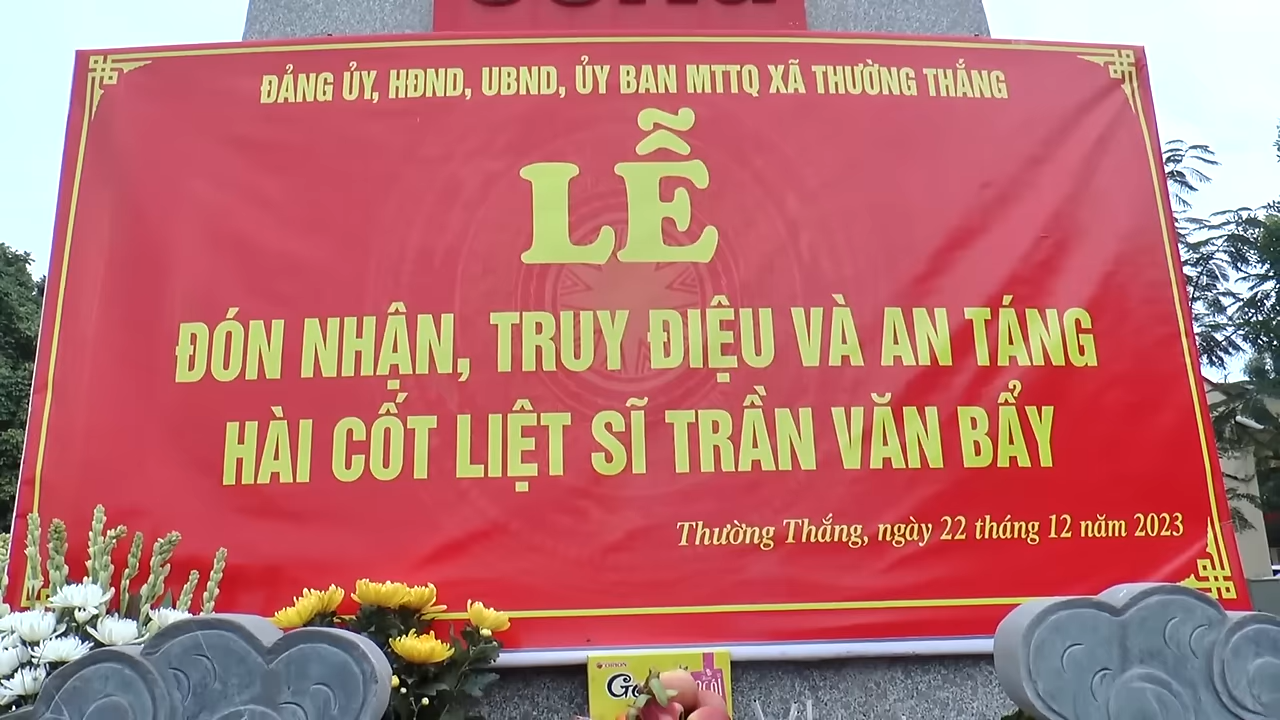 ĐẢNG ỦY, HĐND, UBND, ỦY BAN MTTQ XÃ THƯỜNG THẮNG
LỄ
ĐÓN NHẬN, TRUY ĐIỆU VÀ AN TÁNG
HÀI CỐT LIỆT SĨ TRẦN VĂN BẨY
Thường Thắng, ngày 22 tháng 12 năm 2023
ORION